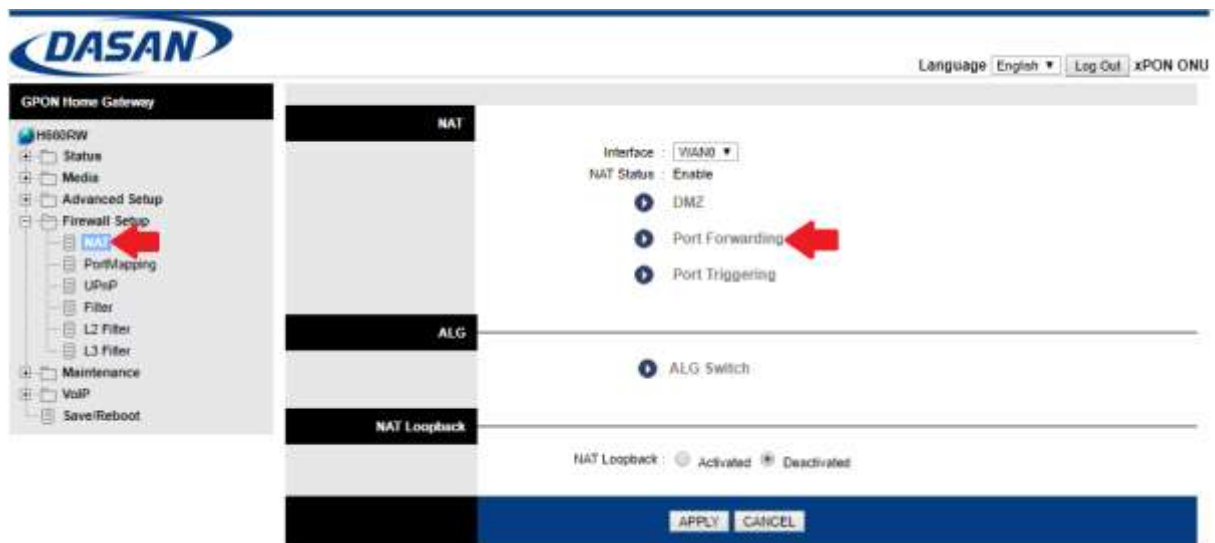 DASAN
Language English Log Out xPON ONU
GPON Home Gateway
H660RW
Status
Media
Advanced Setup
Firewall Setup
NAT
PortMapping
UPnP
Filter
L2 Filter
L3 Filter
Maintenance
VoIP
Save/Reboot
NAT
Interface : WAN0
NAT Status : Enable
DMZ
Port Forwarding
Port Triggering
ALG
ALG Switch
NAT Loopback
NAT Loopback : Activated Deactivated
APPLY CANCEL